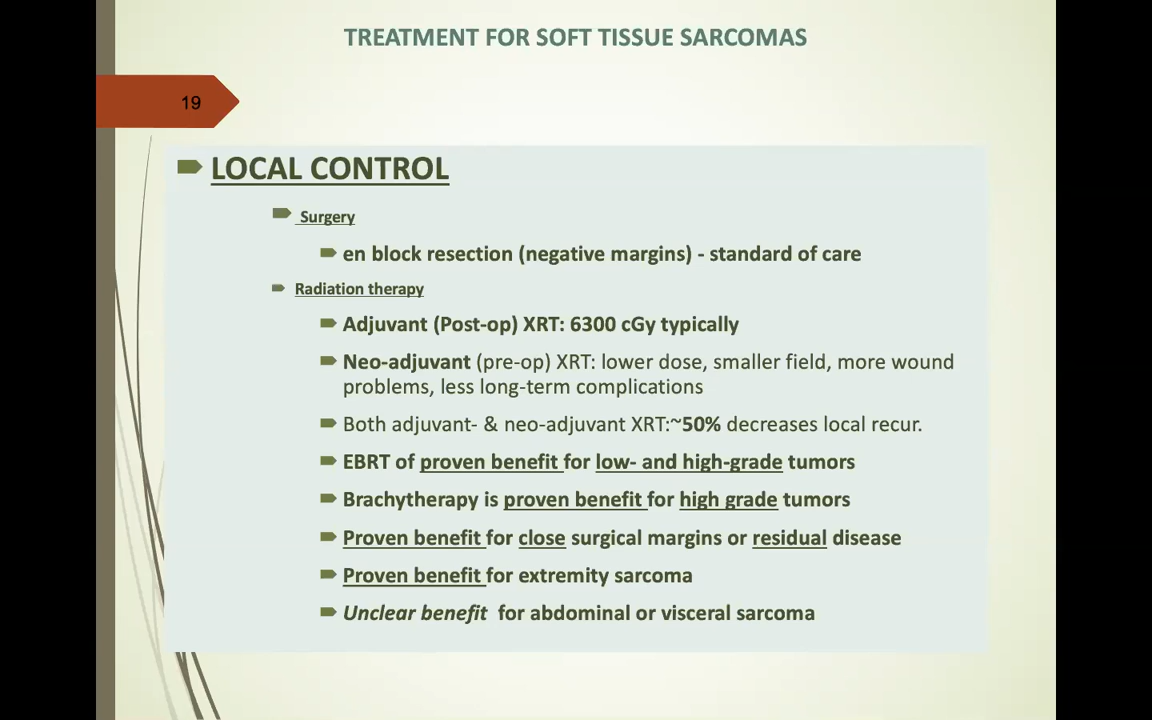 TREATMENT FOR SOFT TISSUE SARCOMAS
19
LOCAL CONTROL
Surgery
en block resection (negative margins) - standard of care
Radiation therapy
Adjuvant (Post-op) XRT: 6300 cGy typically
Neo-adjuvant (pre-op) XRT: lower dose, smaller field, more wound
problems, less long-term complications
Both adjuvant- & neo-adjuvant XRT:~50% decreases local recur.
EBRT of proven benefit for low- and high-grade tumors
Brachytherapy is proven benefit for high grade tumors
Proven benefit for close surgical margins or residual disease
Proven benefit for extremity sarcoma
Unclear benefit for abdominal or visceral sarcoma